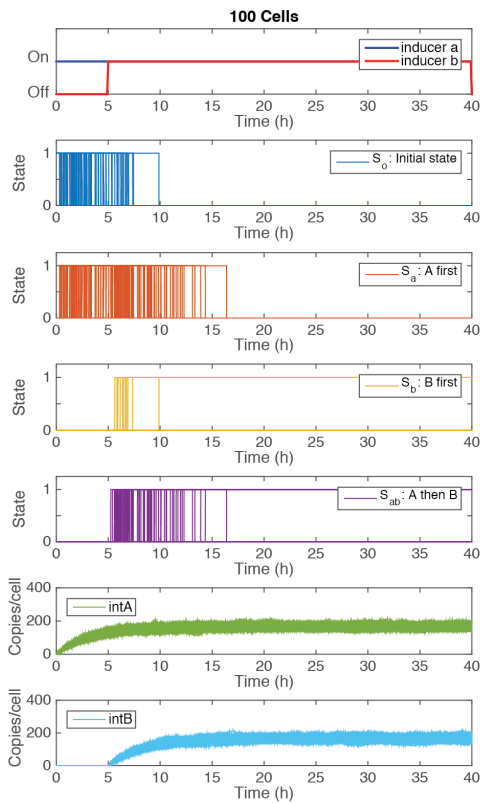 100 Cells
On
Off
inducer a
inducer b
0 5 10 15 20 25 30 35 40
Time (h)
State
1
0
So: Initial state
0 5 10 15 20 25 30 35 40
Time (h)
State
1
0
Sa: A first
0 5 10 15 20 25 30 35 40
Time (h)
State
1
0
Sb: B first
0 5 10 15 20 25 30 35 40
Time (h)
State
1
0
Sab: A then B
0 5 10 15 20 25 30 35 40
Time (h)
Copies/cell
400
200
0
intA
0 5 10 15 20 25 30 35 40
Time (h)
Copies/cell
400
200
0
intB
0 5 10 15 20 25 30 35 40
Time (h)